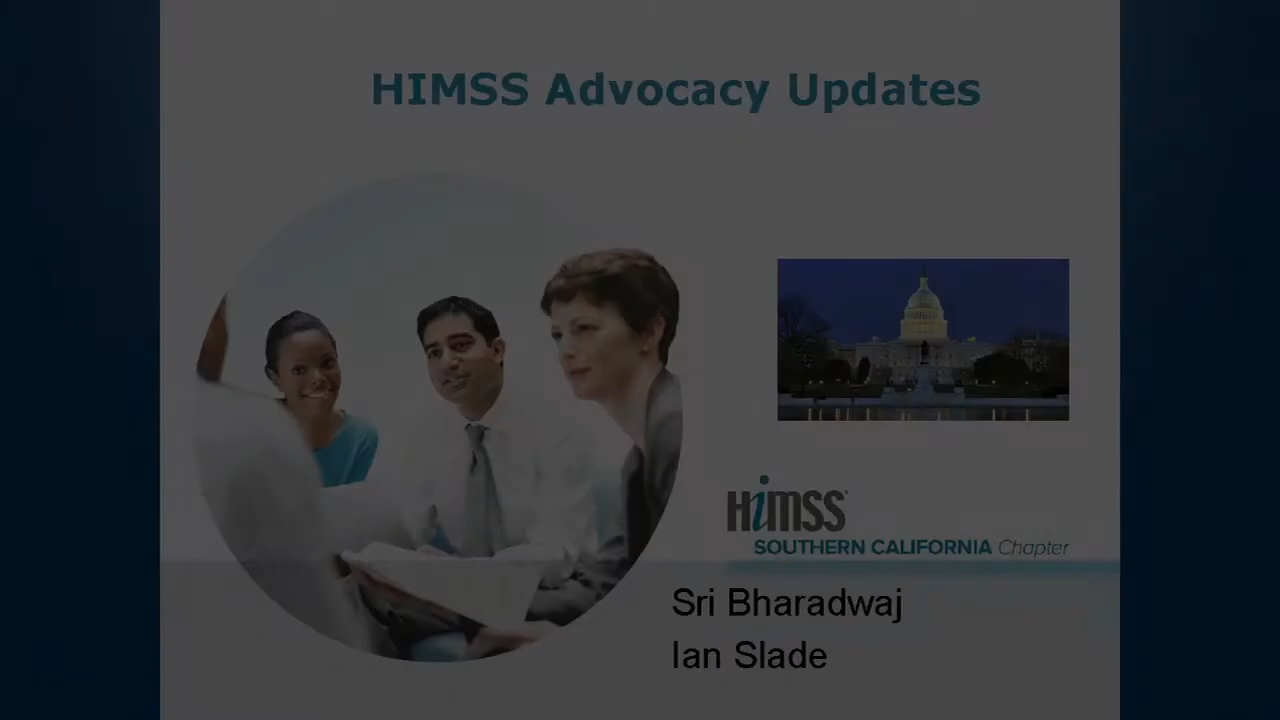 HIMSS Advocacy Updates
HiMSS
SOUTHERN CALIFORNIA Chapter
Sri Bharadwaj
Ian Slade